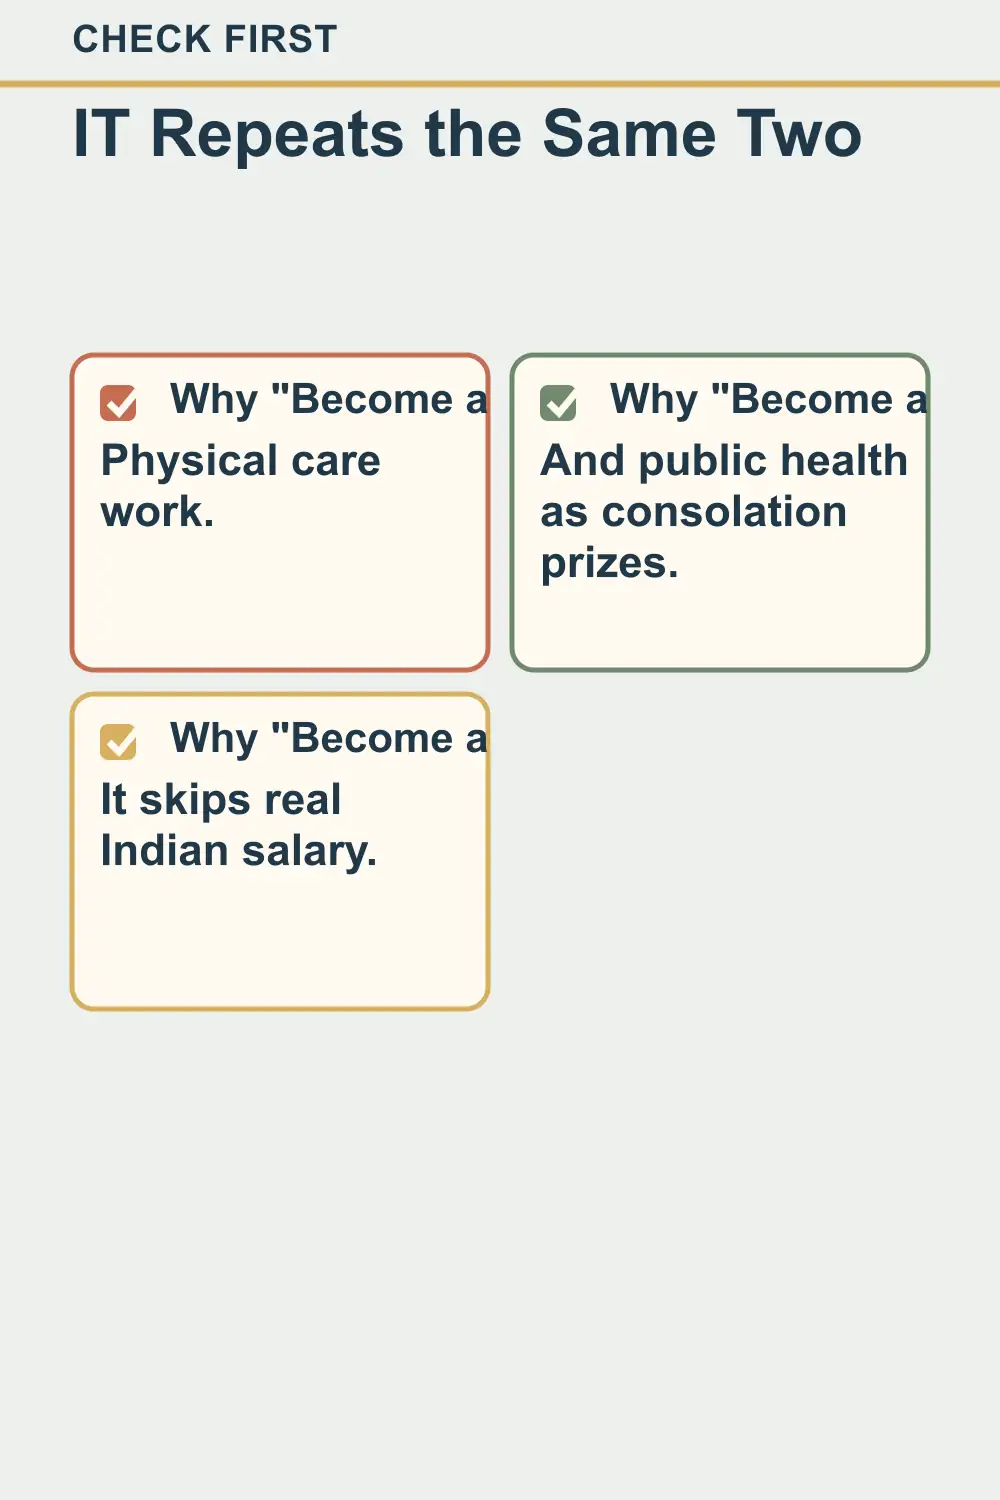 CHECK FIRST
IT Repeats the Same Two
Why "Become a
Physical care
work.
Why "Become a
And public health
as consolation
prizes.
Why "Become a
It skips real
Indian salary.